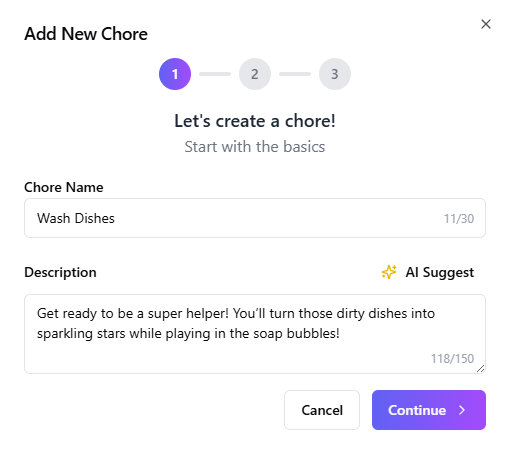 Add New Chore
1 2 3
Let's create a chore!
Start with the basics
Chore Name
Wash Dishes 11/30
Description AI Suggest
Get ready to be a super helper! You’ll turn those dirty dishes into
sparkling stars while playing in the soap bubbles!
118/150
Cancel Continue